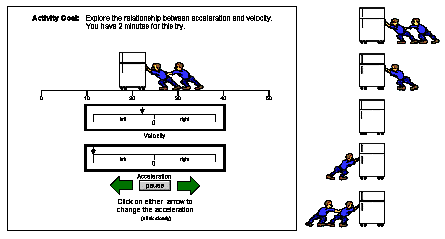 Activity Goal: Explore the relationship between acceleration and velocity.
You have 2 minutes for this try.
0 10 20 30 40 50
left 0 right
Velocity
left 0 right
Acceleration
pause
Click on either arrow to
change the acceleration